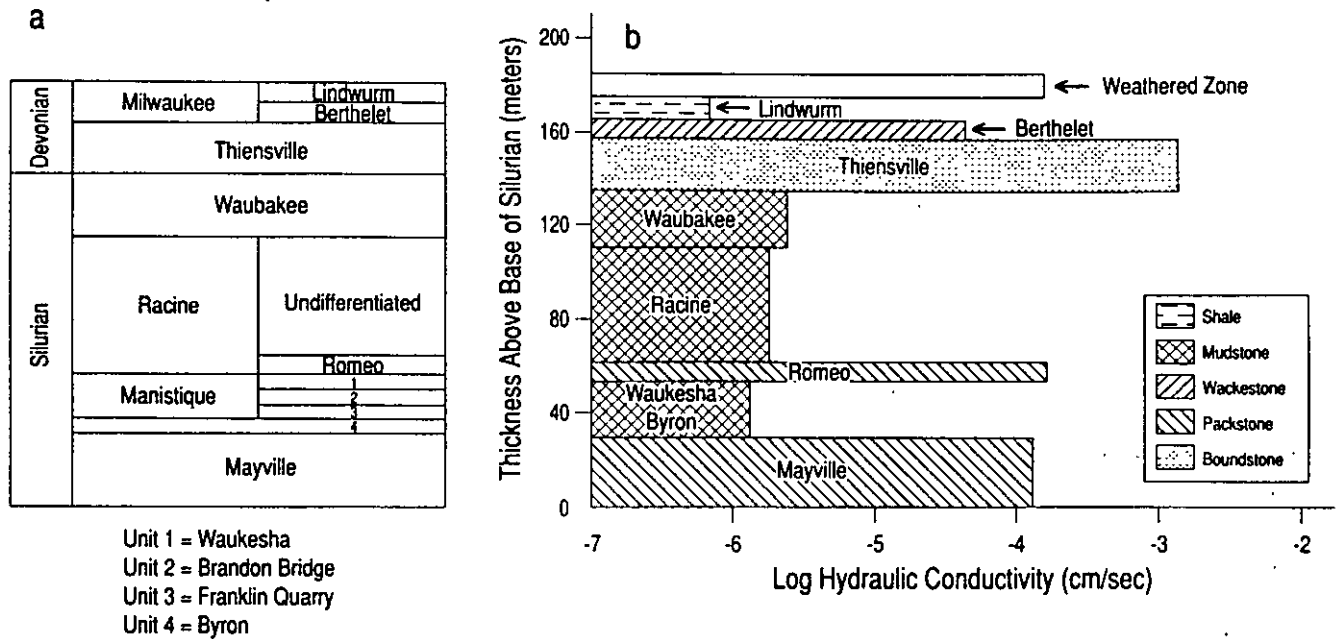 a
Devonian
Milwaukee
Lindwurm
Berthelet
Thiensville
Silurian
Waubakee
Racine
Undifferentiated
Romeo
Manistique
1
2
3
4
Mayville
Unit 1 = Waukesha
Unit 2 = Brandon Bridge
Unit 3 = Franklin Quarry
Unit 4 = Byron
b
Thickness Above Base of Silurian (meters)
200
160
120
80
40
0
Weathered Zone
Lindwurm
Berthelet
Thiensville
Waubakee
Racine
Romeo
Waukesha
Byron
Mayville
Shale
Mudstone
Wackestone
Packstone
Boundstone
-7
-6
-5
-4
-3
-2
Log Hydraulic Conductivity (cm/sec)